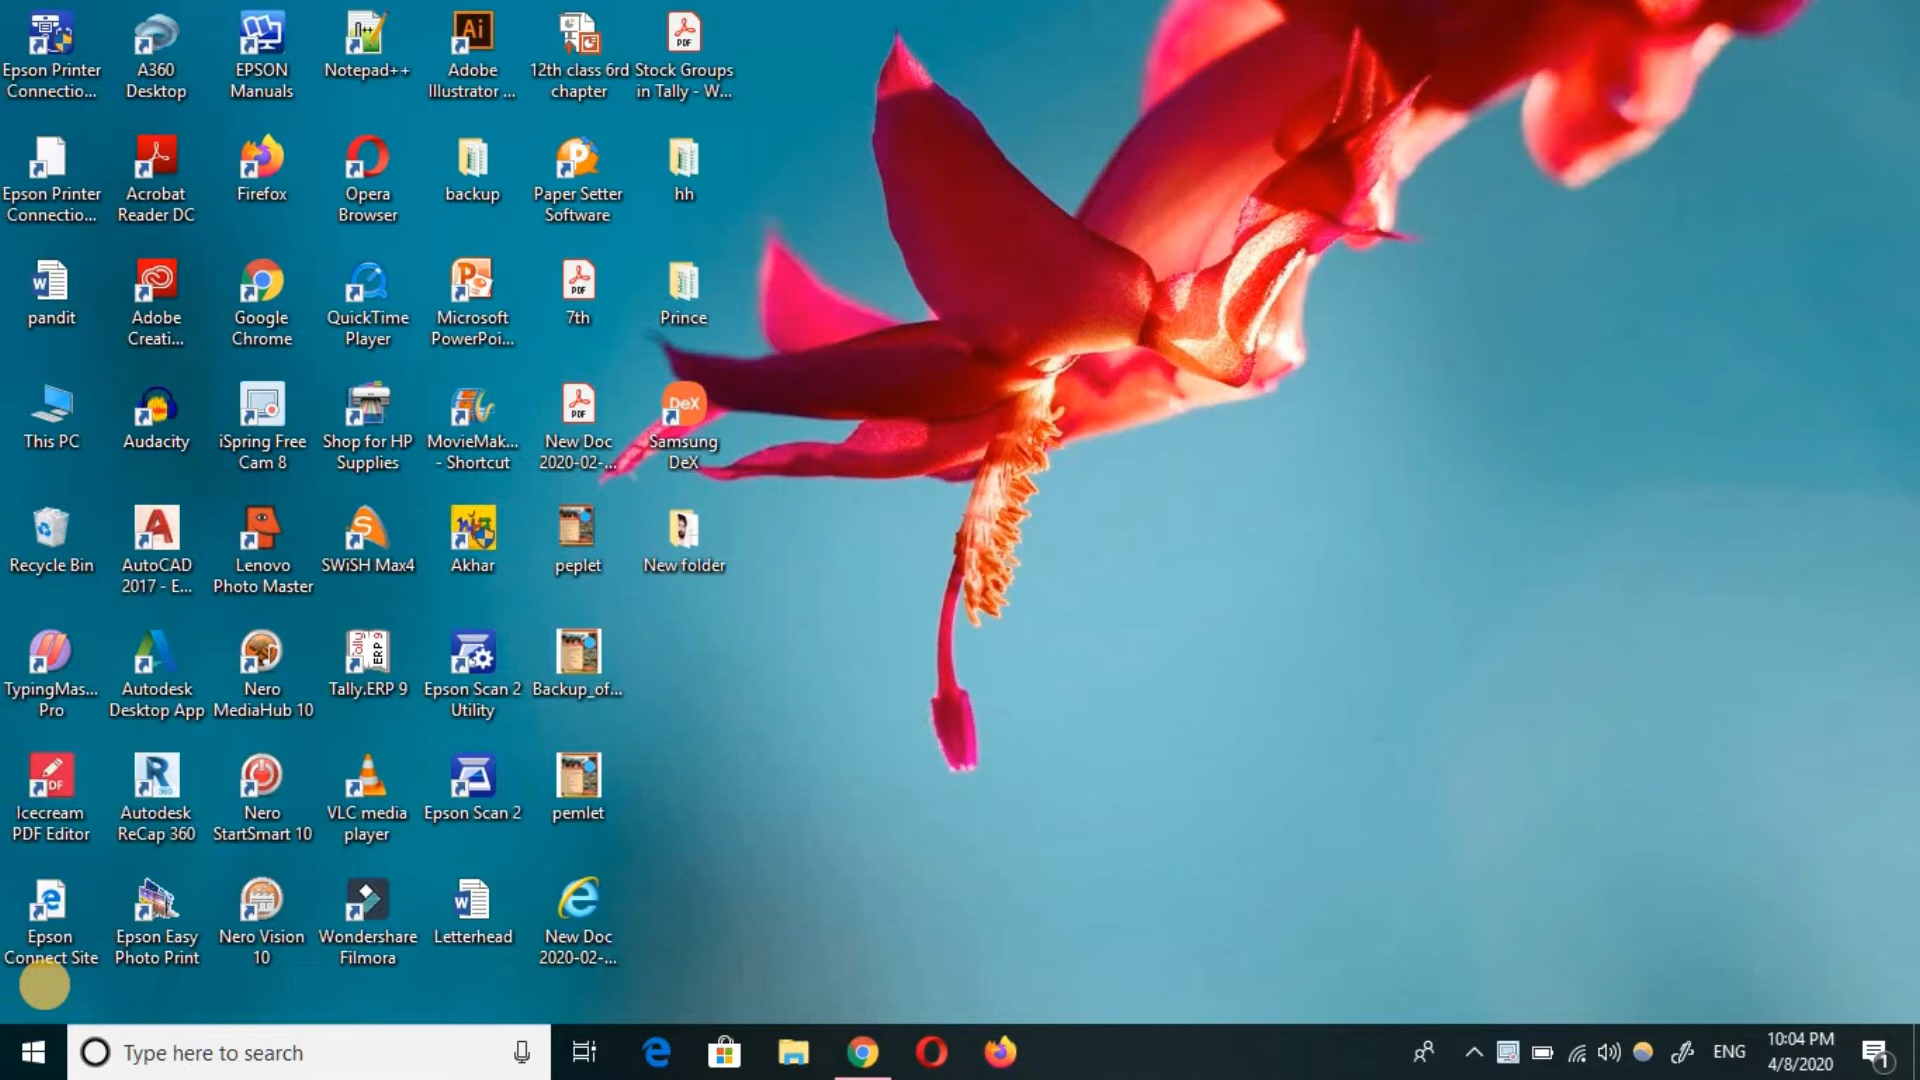 Epson Printer
Connectio...
A360
Desktop
EPSON
Manuals
Notepad++
Adobe
Illustrator ...
12th class 6rd
chapter
Stock Groups
in Tally - W...
Epson Printer
Connectio...
Acrobat
Reader DC
Firefox
Opera
Browser
backup
Paper Setter
Software
hh
pandit
Adobe
Creati...
Google
Chrome
QuickTime
Player
Microsoft
PowerPoi...
7th
Prince
This PC
Audacity
iSpring Free
Cam 8
Shop for HP
Supplies
MovieMak...
- Shortcut
New Doc
2020-02-...
Samsung
DeX
Recycle Bin
AutoCAD
2017 - E...
Lenovo
Photo Master
SWiSH Max4
Akhar
peplet
New folder
TypingMas...
Pro
Autodesk
Desktop App
Nero
MediaHub 10
Tally.ERP 9
Epson Scan 2
Utility
Backup_of...
Icecream
PDF Editor
Autodesk
ReCap 360
Nero
StartSmart 10
VLC media
player
Epson Scan 2
pemlet
Epson
Connect Site
Epson Easy
Photo Print
Nero Vision
10
Wondershare
Filmora
Letterhead
New Doc
2020-02-...
Type here to search
ENG
10:04 PM
4/8/2020
1